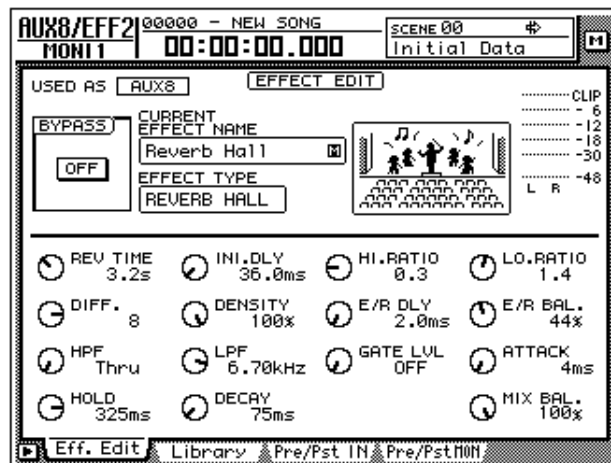 AUX8/EFF2
MONI1
00000 - NEW SONG
00:00:00.000
SCENE 00
Initial Data
M
USED AS AUX8
EFFECT EDIT
BYPASS
OFF
CURRENT
EFFECT NAME
Reverb Hall
EFFECT TYPE
REVERB HALL
CLIP
- 6
-12
-18
-30
-48
L R
REV TIME
3.2s
INI.DLY
36.0ms
HI.RATIO
0.3
LO.RATIO
1.4
DIFF.
8
DENSITY
100%
E/R DLY
2.0ms
E/R BAL.
44%
HPF
Thru
LPF
6.70kHz
GATE LVL
OFF
ATTACK
4ms
HOLD
325ms
DECAY
75ms
MIX BAL.
100%
Eff. Edit
Library
Pre/Pst IN
Pre/PstMON